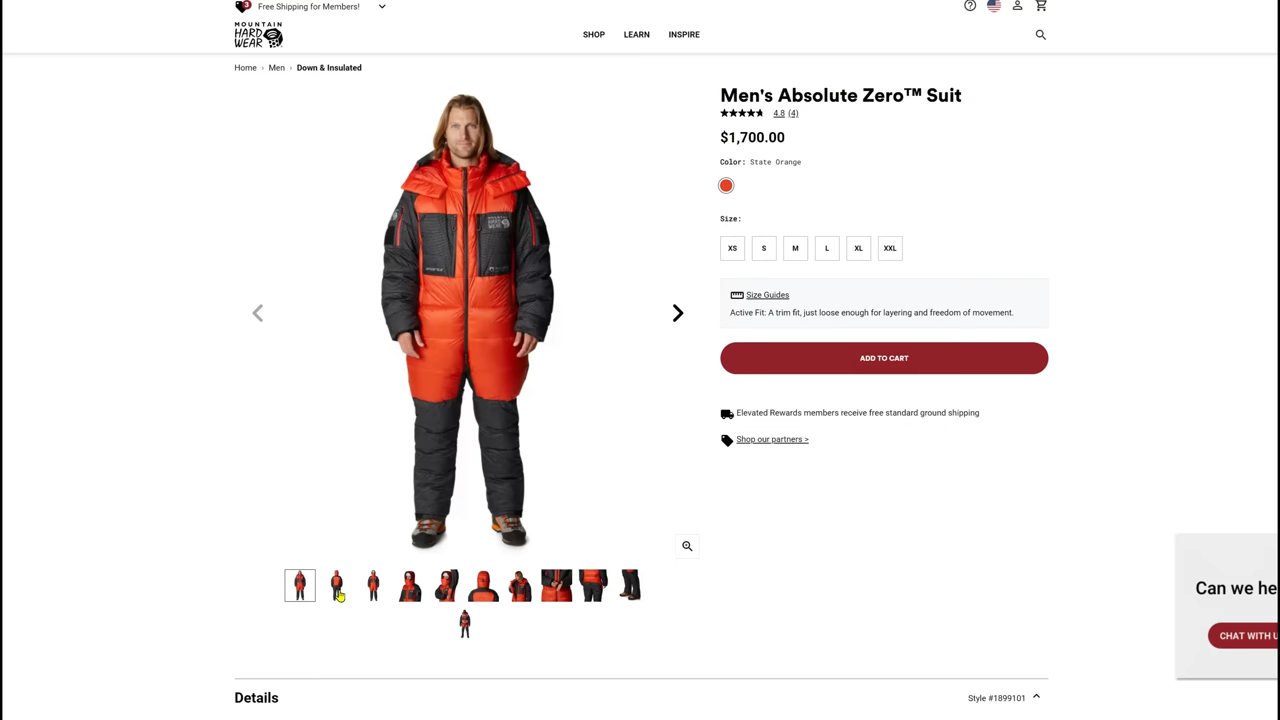 3
Free Shipping for Members!
MOUNTAIN
HARD
WEAR
SHOP
LEARN
INSPIRE
Home › Men › Down & Insulated
Men's Absolute Zero™ Suit
4.8 (4)
$1,700.00
Color: State Orange
Size:
XS
S
M
L
XL
XXL
Size Guides
Active Fit: A trim fit, just loose enough for layering and freedom of movement.
ADD TO CART
Elevated Rewards members receive free standard ground shipping
Shop our partners >
Can we he
CHAT WITH U
Details
Style #1899101